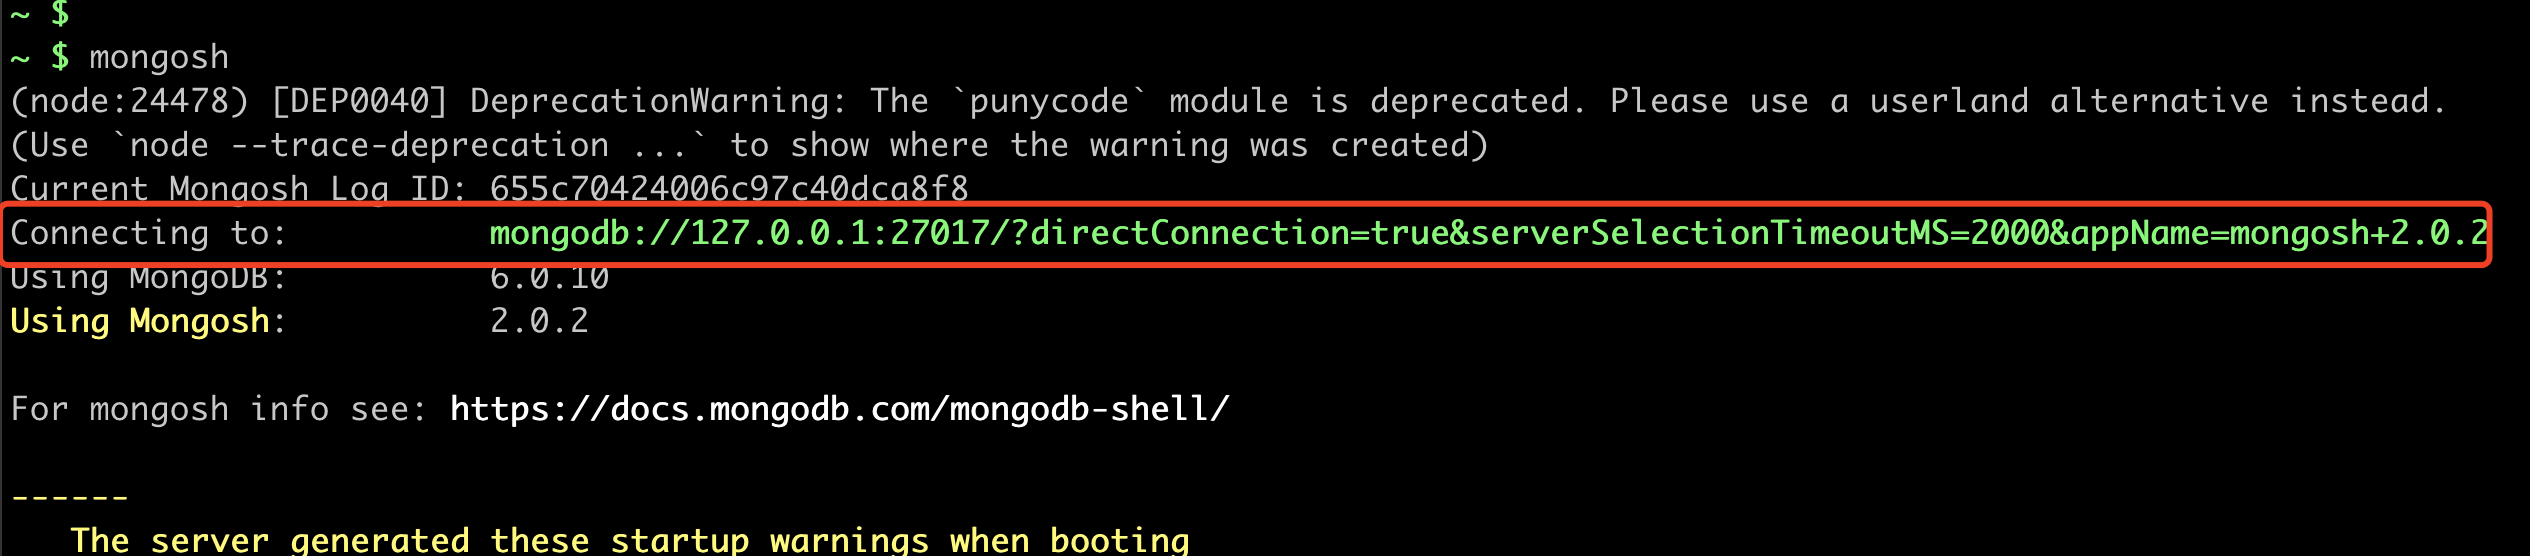 ~ $
~ $ mongosh
(node:24478) [DEP0040] DeprecationWarning: The `punycode` module is deprecated. Please use a userland alternative instead.
(Use `node --trace-deprecation ...` to show where the warning was created)
Current Mongosh Log ID: 655c70424006c97c40dca8f8
Connecting to: mongodb://127.0.0.1:27017/?directConnection=true&serverSelectionTimeoutMS=2000&appName=mongosh+2.0.2
Using MongoDB: 6.0.10
Using Mongosh: 2.0.2
For mongosh info see: https://docs.mongodb.com/mongodb-shell/
------
The server generated these startup warnings when booting